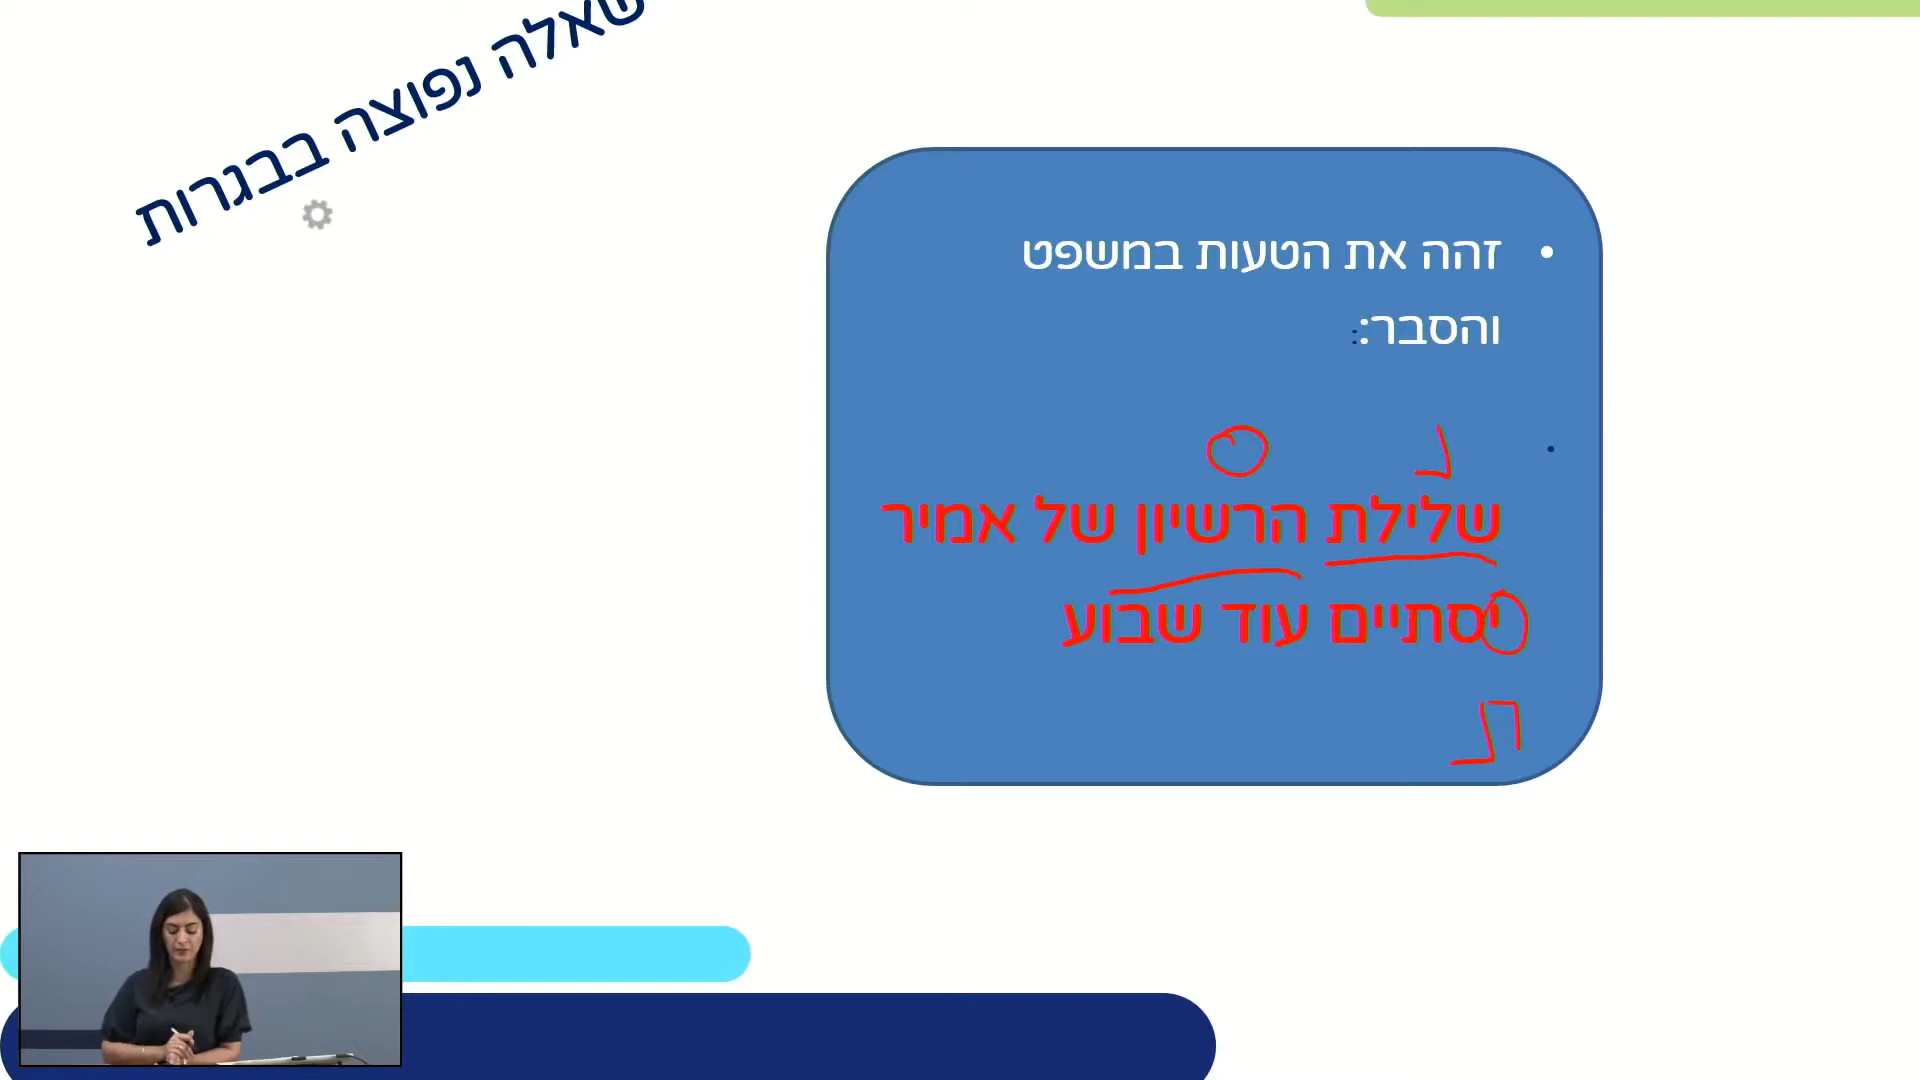 שאלה נפוצה בבגרות
• זהה את הטעות במשפט
והסבר::
•
שלילת הרשיון של אמיר
יסתיים עוד שבוע
ת